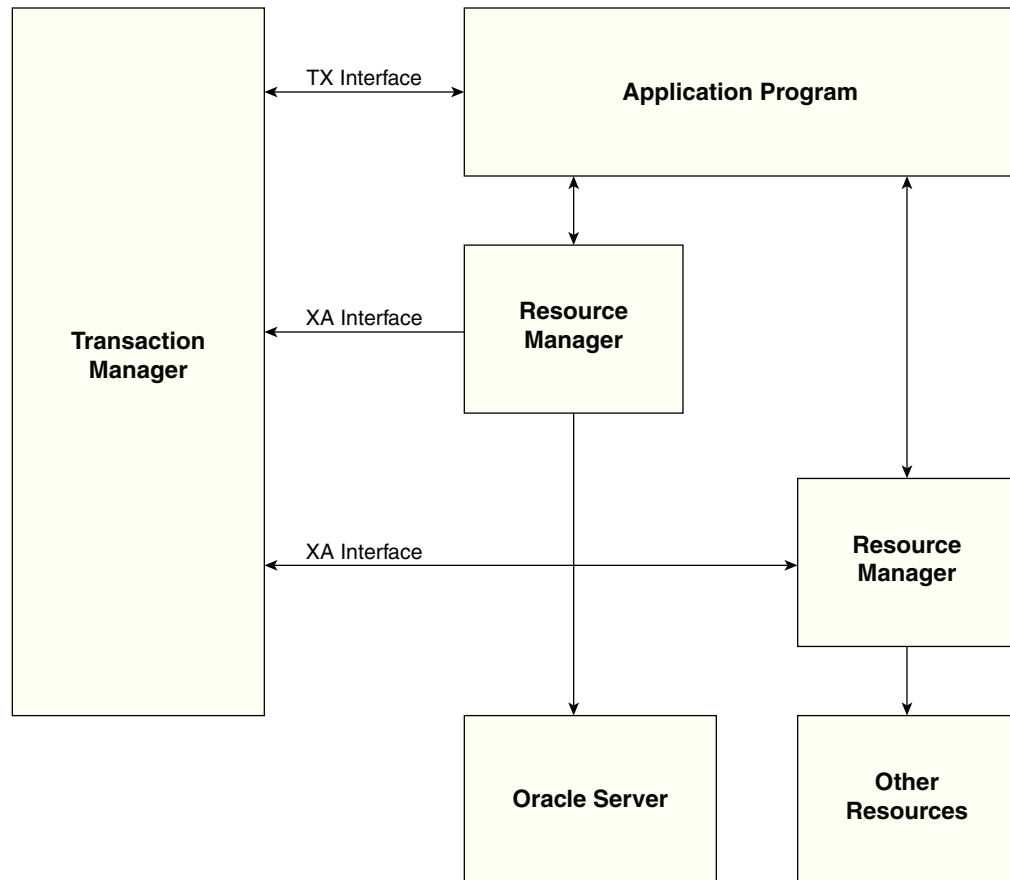 TX Interface
Application Program
XA Interface
Resource
Manager
Transaction
Manager
XA Interface
Resource
Manager
Oracle Server
Other
Resources